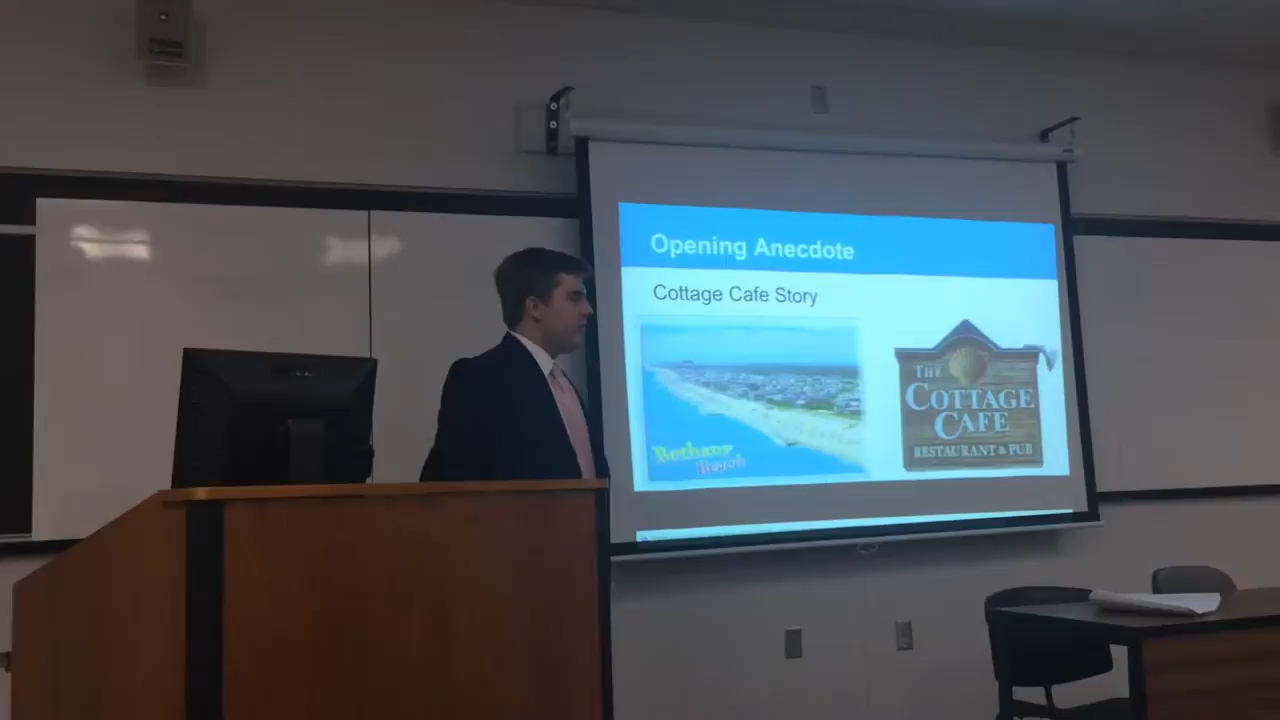 Opening Anecdote
Cottage Cafe Story
Bethany
Beach
THE
COTTAGE
CAFE
RESTAURANT & PUB